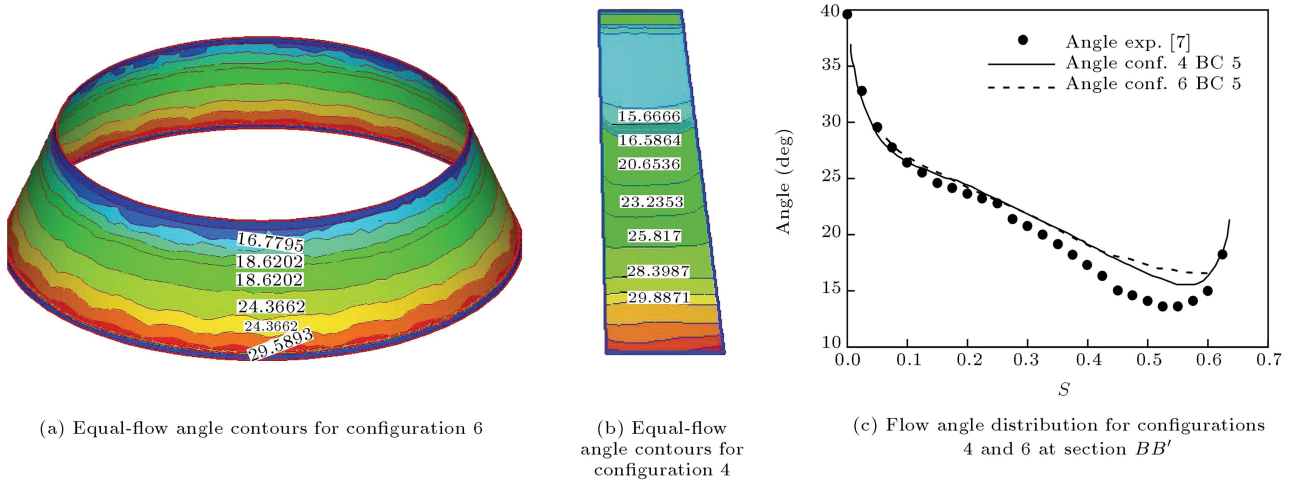 16.7795
18.6202
18.6202
24.3662
24.3662
29.5893
(a) Equal-flow angle contours for configuration 6
15.6666
16.5864
20.6536
23.2353
25.817
28.3987
29.8871
(b) Equal-flow
angle contours for
configuration 4
40
35
30
25
20
15
10
Angle (deg)
Angle exp. [7]
Angle conf. 4 BC 5
Angle conf. 6 BC 5
0.0 0.1 0.2 0.3 0.4 0.5 0.6 0.7
S
(c) Flow angle distribution for configurations
4 and 6 at section BB′